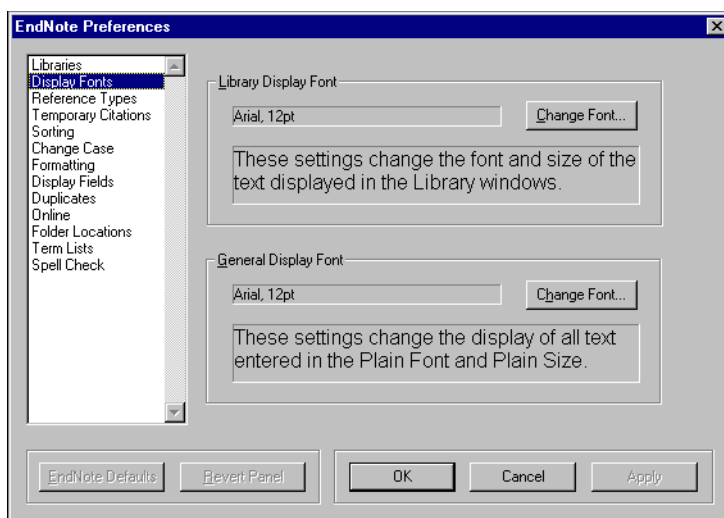 EndNote Preferences
Libraries
Display Fonts
Reference Types
Temporary Citations
Sorting
Change Case
Formatting
Display Fields
Duplicates
Online
Folder Locations
Term Lists
Spell Check
Library Display Font
Arial, 12pt
Change Font...
These settings change the font and size of the
text displayed in the Library windows.
General Display Font
Arial, 12pt
Change Font...
These settings change the display of all text
entered in the Plain Font and Plain Size.
EndNote Defaults
Revert Panel
OK
Cancel
Apply